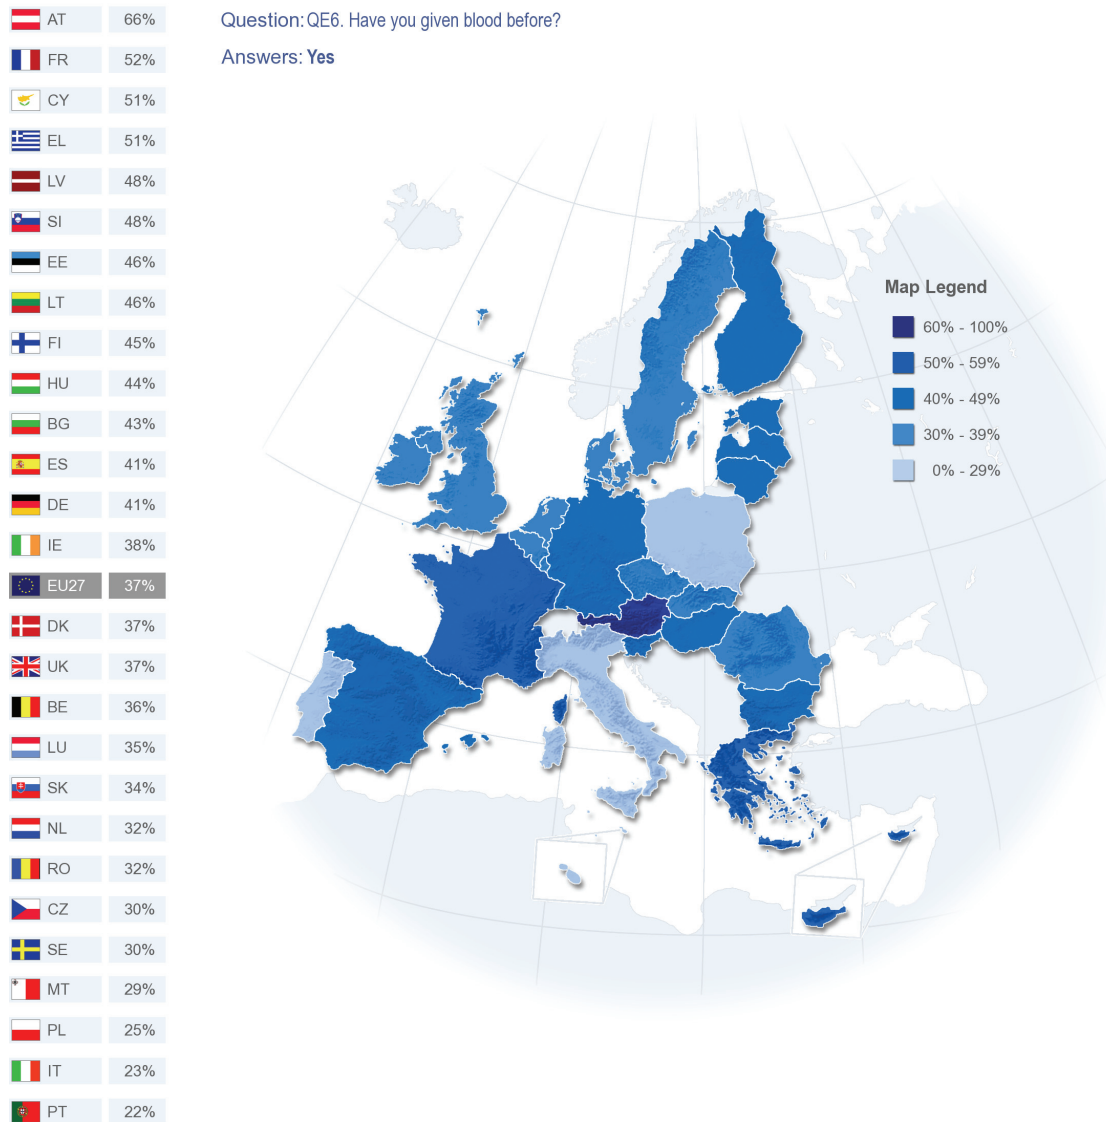 Question: QE6. Have you given blood before?
Answers: Yes
AT 66%
FR 52%
CY 51%
EL 51%
LV 48%
SI 48%
EE 46%
LT 46%
FI 45%
HU 44%
BG 43%
ES 41%
DE 41%
IE 38%
EU27 37%
DK 37%
UK 37%
BE 36%
LU 35%
SK 34%
NL 32%
RO 32%
CZ 30%
SE 30%
MT 29%
PL 25%
IT 23%
PT 22%
Map Legend
60% - 100%
50% - 59%
40% - 49%
30% - 39%
0% - 29%